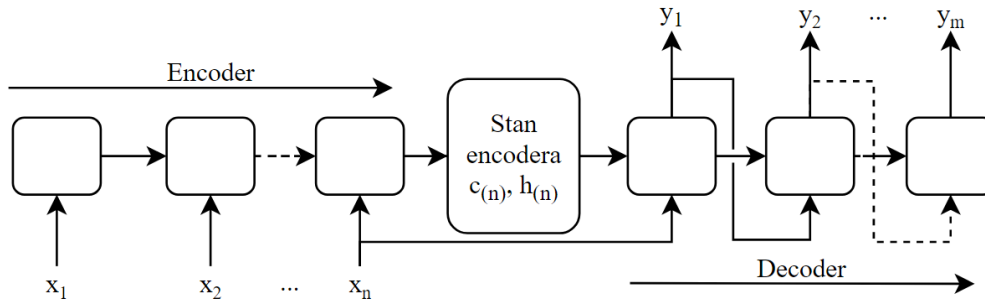 y₁ y₂ ... yₘ
Encoder
Stan
encodera
c₍ₙ₎, h₍ₙ₎
x₁ x₂ ... xₙ
Decoder